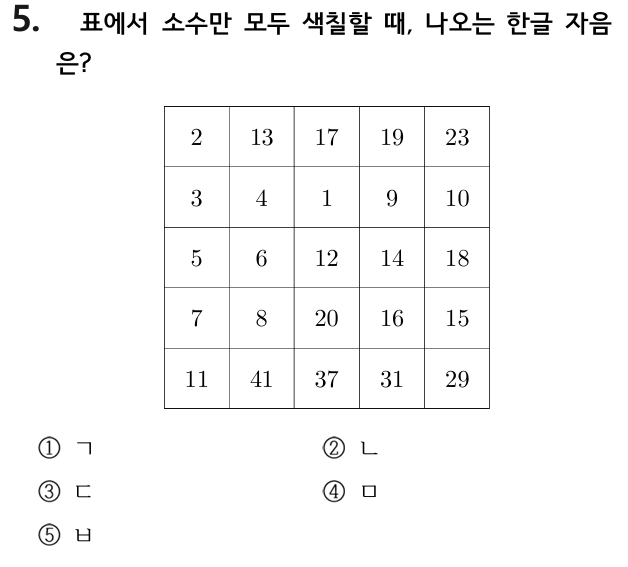 5. 표에서 소수만 모두 색칠할 때, 나오는 한글 자음
은?
2 13 17 19 23
3 4 1 9 10
5 6 12 14 18
7 8 20 16 15
11 41 37 31 29
① ㄱ ② ㄴ
③ ㄷ ④ ㅁ
⑤ ㅂ